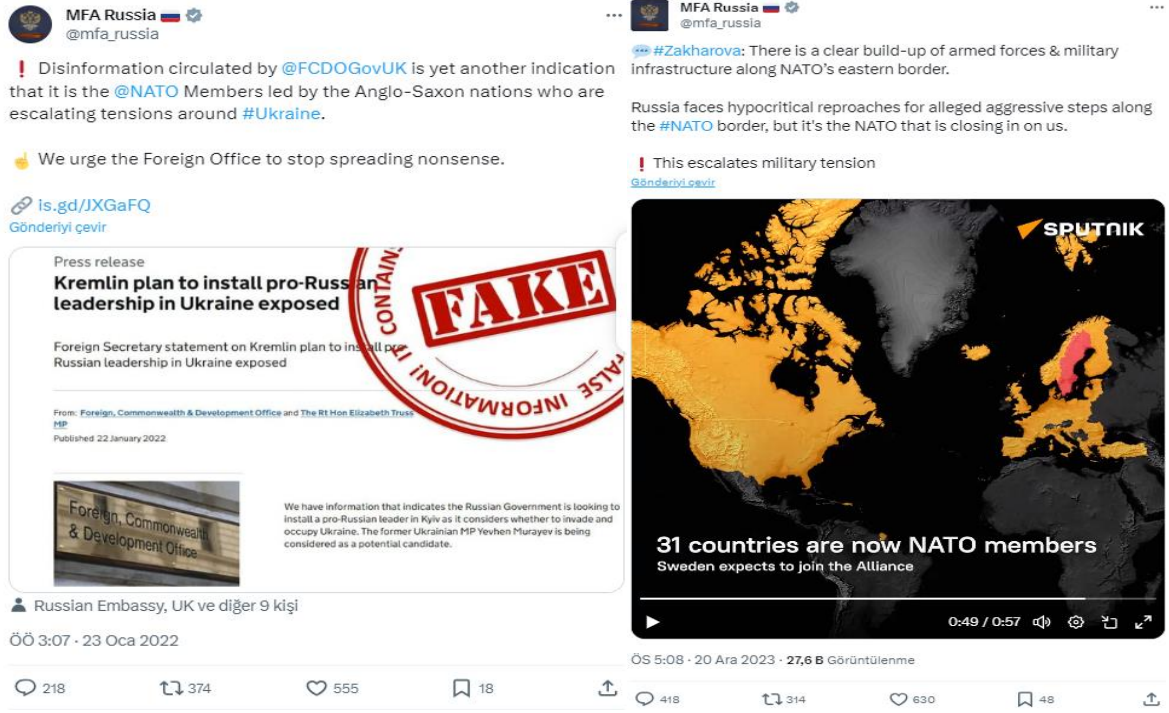 MFA Russia
@mfa_russia
Disinformation circulated by @FCDOGovUK is yet another indication
that it is the @NATO Members led by the Anglo-Saxon nations who are
escalating tensions around #Ukraine.
We urge the Foreign Office to stop spreading nonsense.
is.gd/JXGaFQ
Gönderiyi çevir
Press release
Kremlin plan to install pro-Russian
leadership in Ukraine exposed
Foreign Secretary statement on Kremlin plan to install pro-
Russian leadership in Ukraine exposed
From: Foreign, Commonwealth & Development Office and The Rt Hon Elizabeth Truss
MP
Published 22 January 2022
IT CONTAINS
FAKE
FALSE INFORMATION!
Foreign, Commonwealth
& Development Office
We have information that indicates the Russian Government is looking to
install a pro-Russian leader in Kyiv as it considers whether to invade and
occupy Ukraine. The former Ukrainian MP Yevhen Murayev is being
considered as a potential candidate.
Russian Embassy, UK ve diğer 9 kişi
ÖÖ 3:07 · 23 Oca 2022
218 374 555 18
MFA Russia
@mfa_russia
#Zakharova: There is a clear build-up of armed forces & military
infrastructure along NATO's eastern border.
Russia faces hypocritical reproaches for alleged aggressive steps along
the #NATO border, but it's the NATO that is closing in on us.
This escalates military tension
Gönderiyi çevir
SPUTNIK
31 countries are now NATO members
Sweden expects to join the Alliance
0:49 / 0:57
ÖS 5:08 · 20 Ara 2023 · 27,6 B Görüntülenme
418 314 630 48